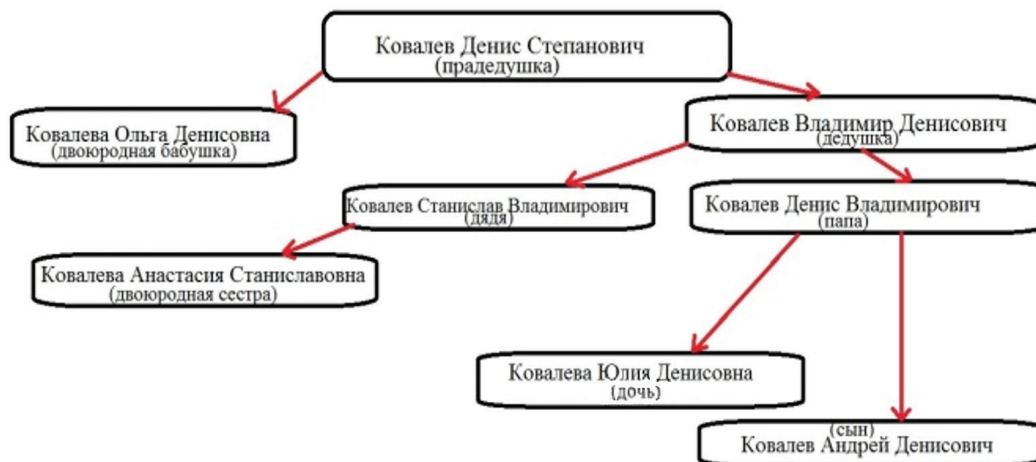 Ковалев Денис Степанович
(прадедушка)
Ковалева Ольга Денисовна
(двоюродная бабушка)
Ковалев Владимир Денисович
(дедушка)
Ковалев Станислав Владимирович
(дядя)
Ковалев Денис Владимирович
(папа)
Ковалева Анастасия Станиславовна
(двоюродная сестра)
Ковалева Юлия Денисовна
(дочь)
(сын)
Ковалев Андрей Денисович